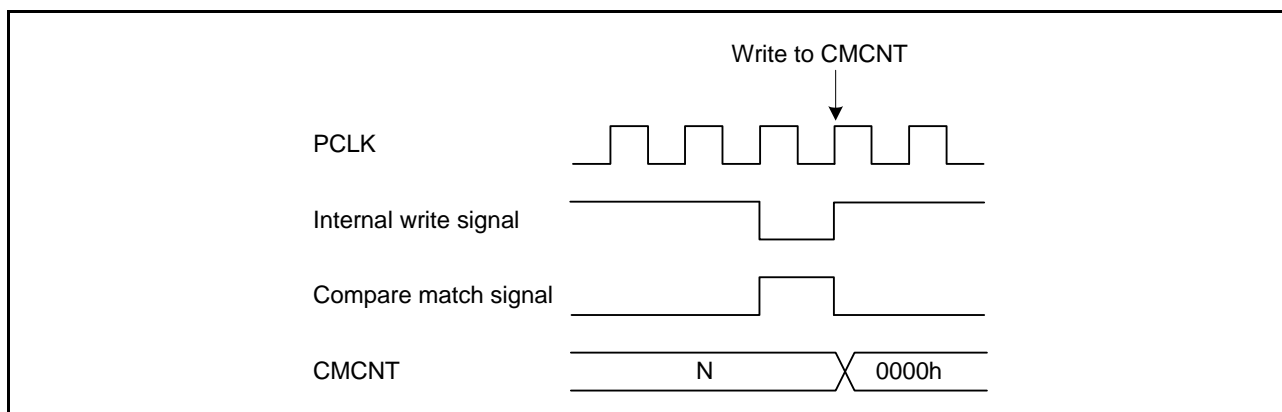 Write to CMCNT
PCLK
Internal write signal
Compare match signal
CMCNT N 0000h